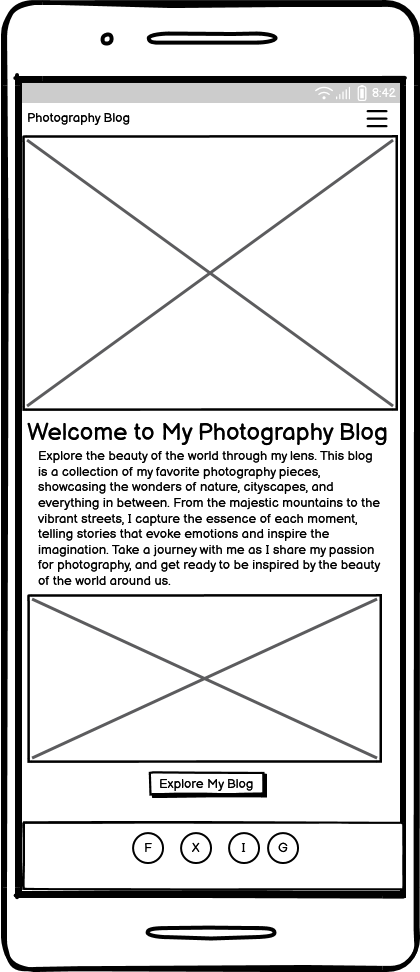 8:42
Photography Blog
Welcome to My Photography Blog
Explore the beauty of the world through my lens. This blog
is a collection of my favorite photography pieces,
showcasing the wonders of nature, cityscapes, and
everything in between. From the majestic mountains to the
vibrant streets, I capture the essence of each moment,
telling stories that evoke emotions and inspire the
imagination. Take a journey with me as I share my passion
for photography, and get ready to be inspired by the beauty
of the world around us.
Explore My Blog
F X I G